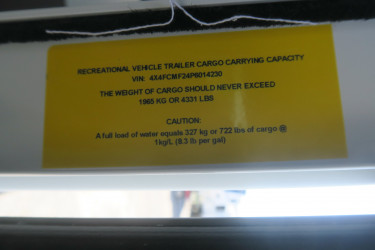 RECREATIONAL VEHICLE TRAILER CARGO CARRYING CAPACITY
VIN: 4X4FCMF24P6014230
THE WEIGHT OF CARGO SHOULD NEVER EXCEED
1965 KG OR 4331 LBS
CAUTION:
A full load of water equals 327 kg or 722 lbs of cargo @
1kg/L (8.3 lb per gal)